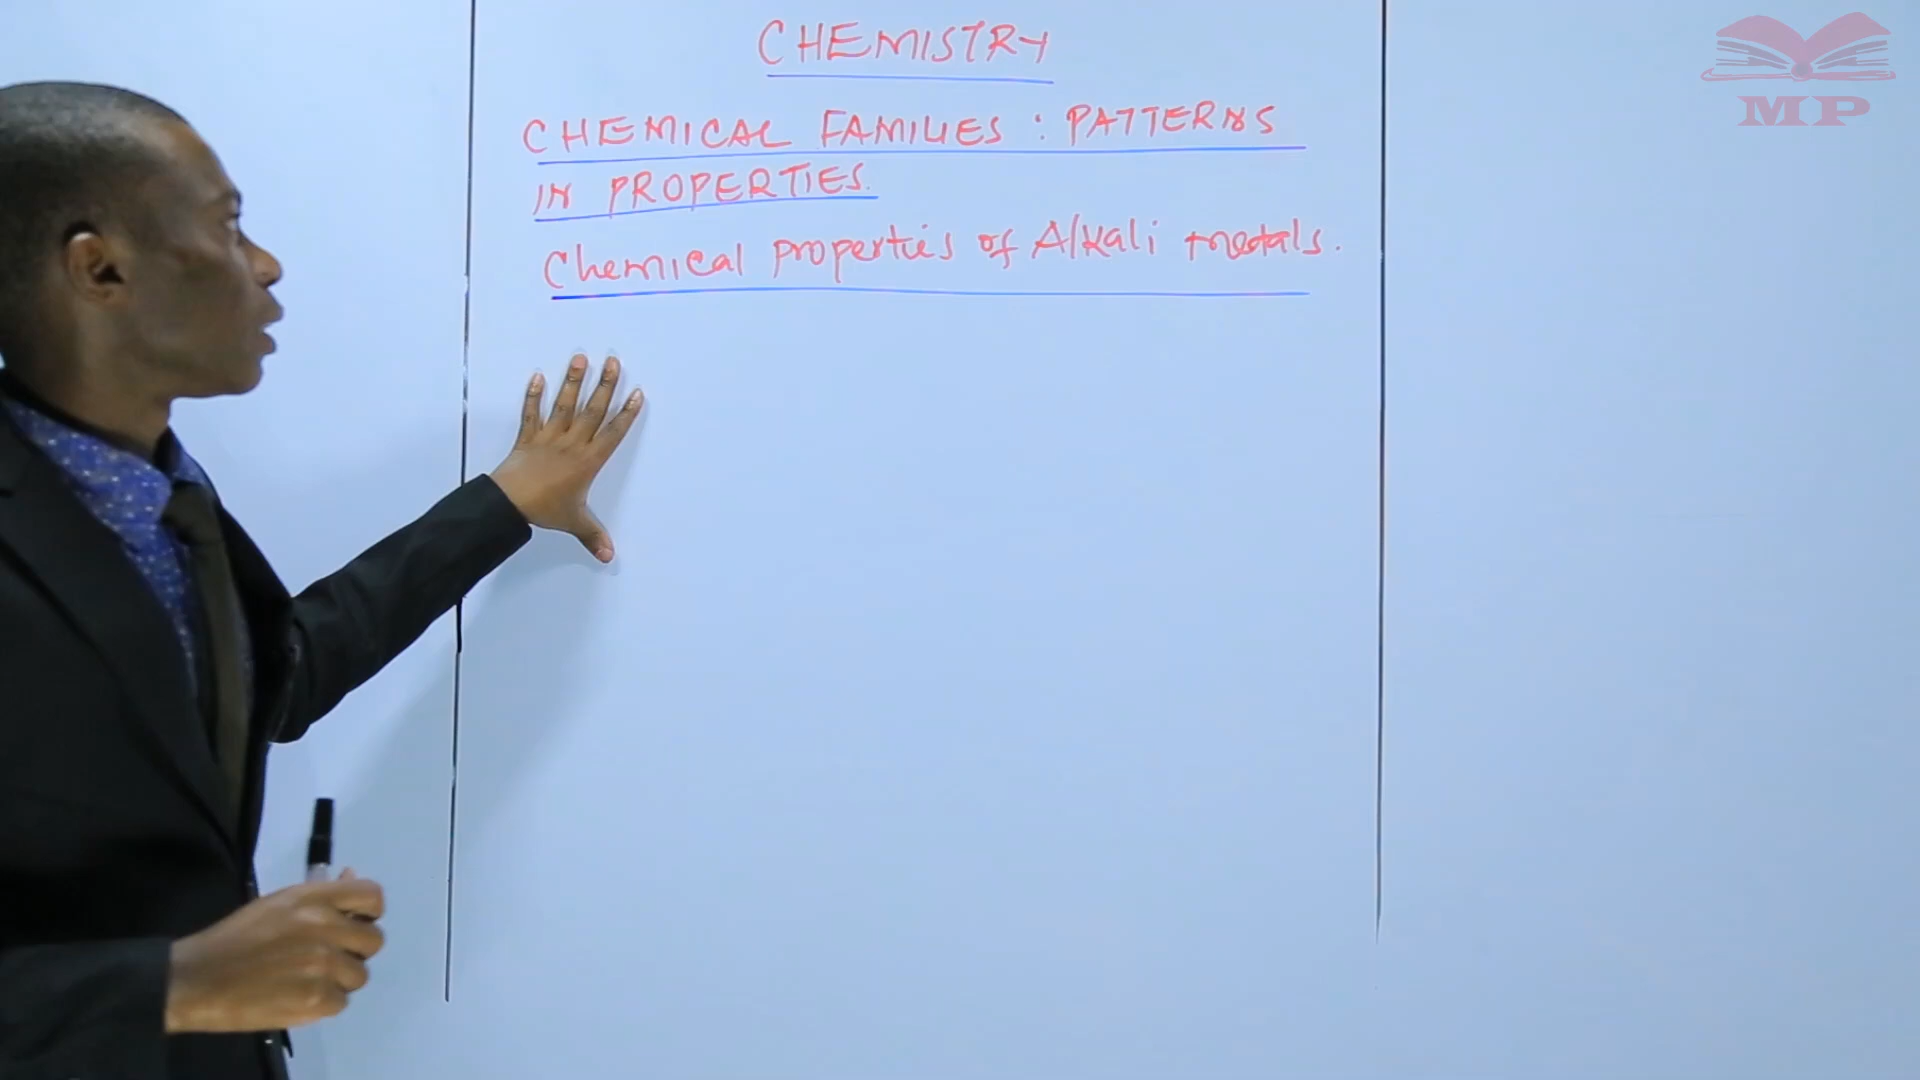 CHEMISTRY
CHEMICAL FAMILIES : PATTERNS
IN PROPERTIES.
Chemical properties of Alkali metals.
MP